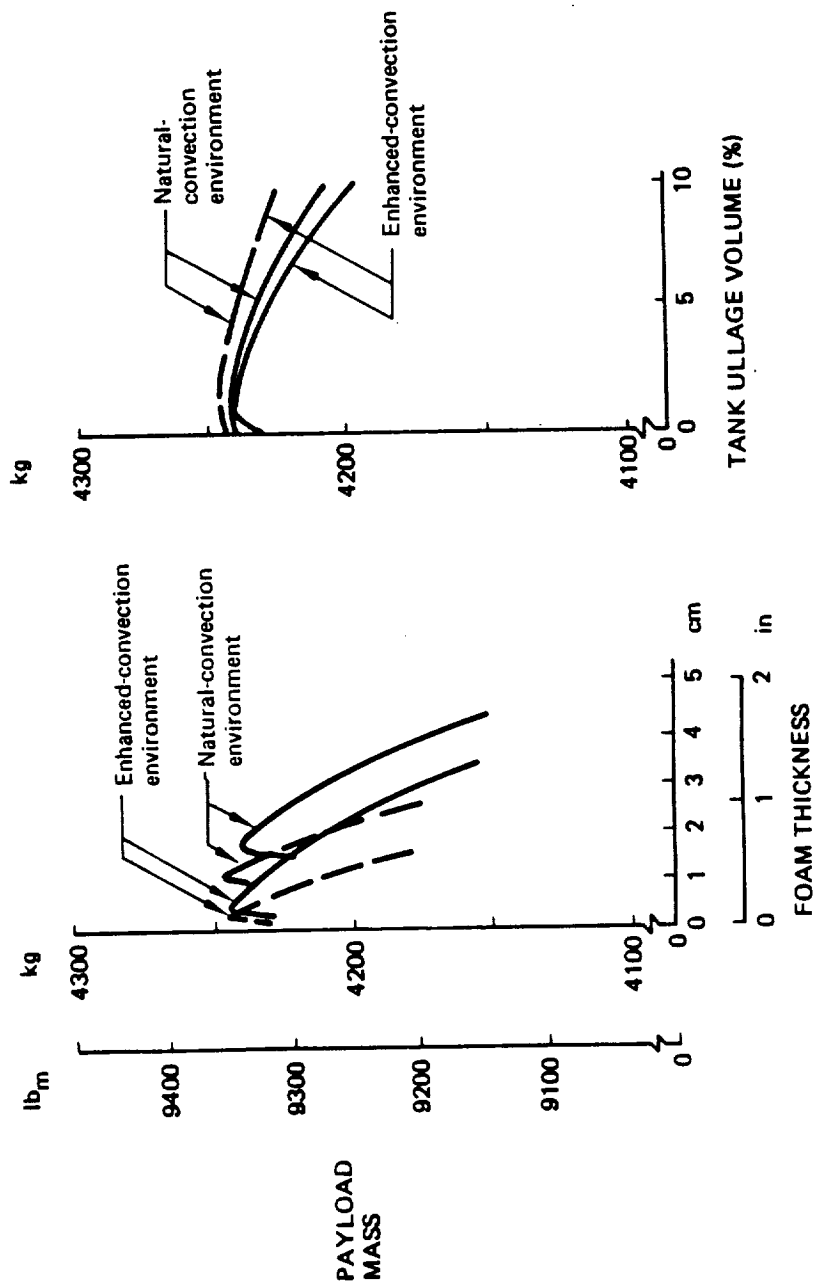 PAYLOAD
MASS
lbm
9400
9300
9200
9100
0
kg
4300
4200
4100
0
Enhanced-convection
environment
Natural-convection
environment
0
1
2
3
4
5
cm
0
1
2
in
FOAM THICKNESS
kg
4300
4200
4100
0
Natural-
convection
environment
Enhanced-convection
environment
0
5
10
TANK ULLAGE VOLUME (%)